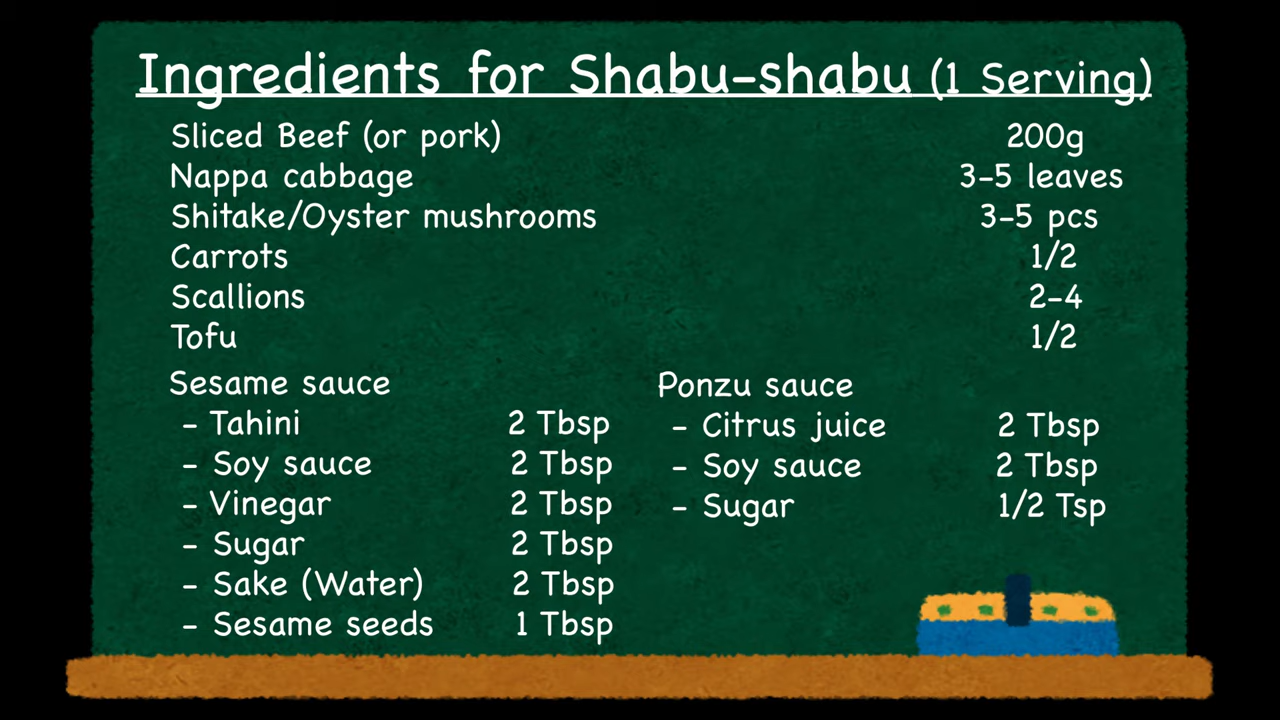 Ingredients for Shabu-shabu (1 Serving)
Sliced Beef (or pork) 200g
Nappa cabbage 3-5 leaves
Shitake/Oyster mushrooms 3-5 pcs
Carrots 1/2
Scallions 2-4
Tofu 1/2
Sesame sauce
- Tahini 2 Tbsp
- Soy sauce 2 Tbsp
- Vinegar 2 Tbsp
- Sugar 2 Tbsp
- Sake (Water) 2 Tbsp
- Sesame seeds 1 Tbsp
Ponzu sauce
- Citrus juice 2 Tbsp
- Soy sauce 2 Tbsp
- Sugar 1/2 Tsp